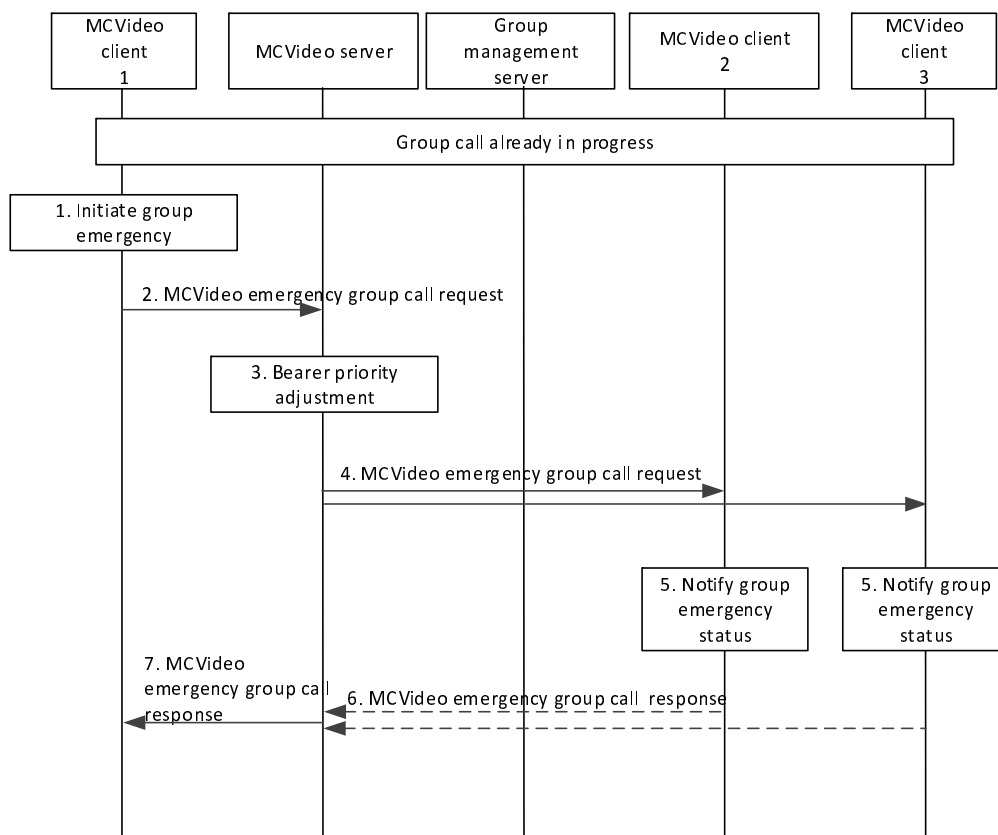 MCVideo
client
1
MCVideo server
Group
management
server
MCVideo client
2
MCVideo
client
3
Group call already in progress
1. Initiate group
emergency
2. MCVideo emergency group call request
3. Bearer priority
adjustment
4. MCVideo emergency group call request
5. Notify group
emergency
status
5. Notify group
emergency
status
7. MCVideo
emergency group call
response
6. MCVideo emergency group call response